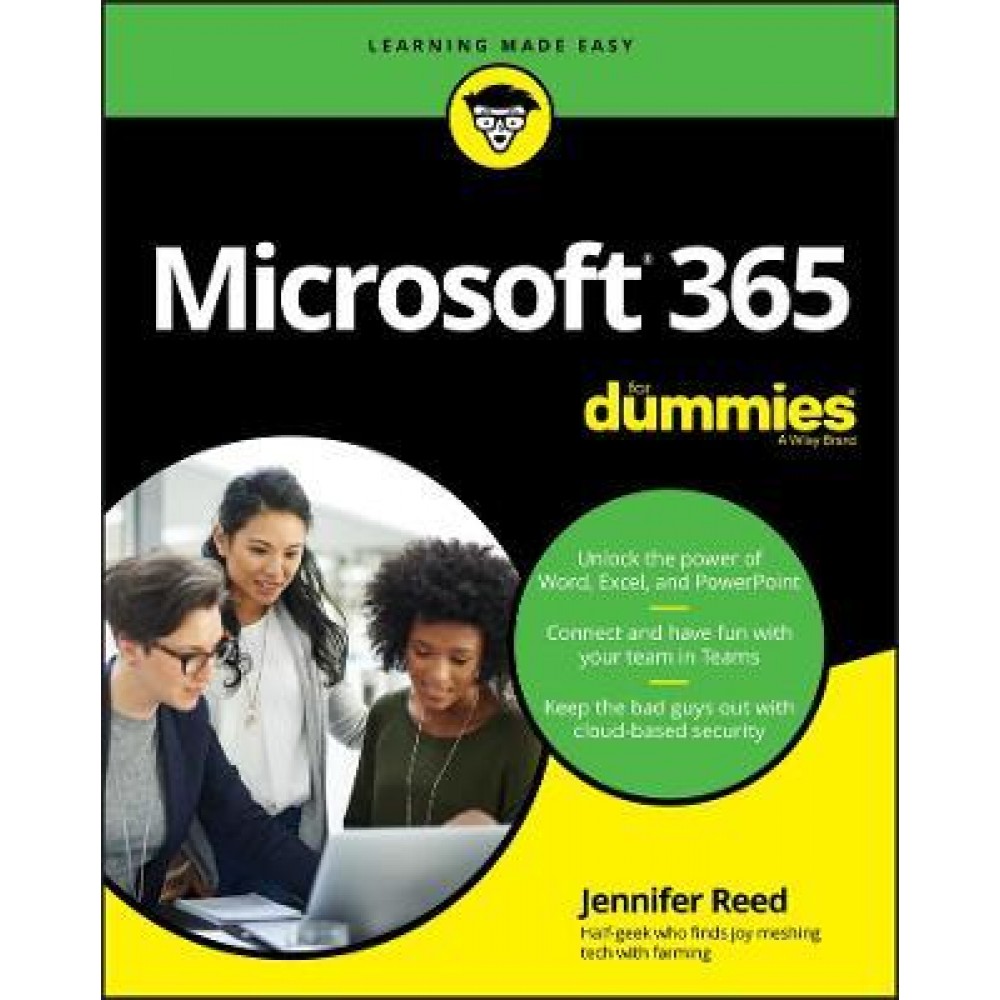 LEARNING MADE EASY
Microsoft® 365
for
dummies®
A Wiley Brand
Unlock the power of
Word, Excel, and PowerPoint
Connect and have fun with
your team in Teams
Keep the bad guys out with
cloud-based security
Jennifer Reed
Half-geek who finds joy meshing
tech with farming